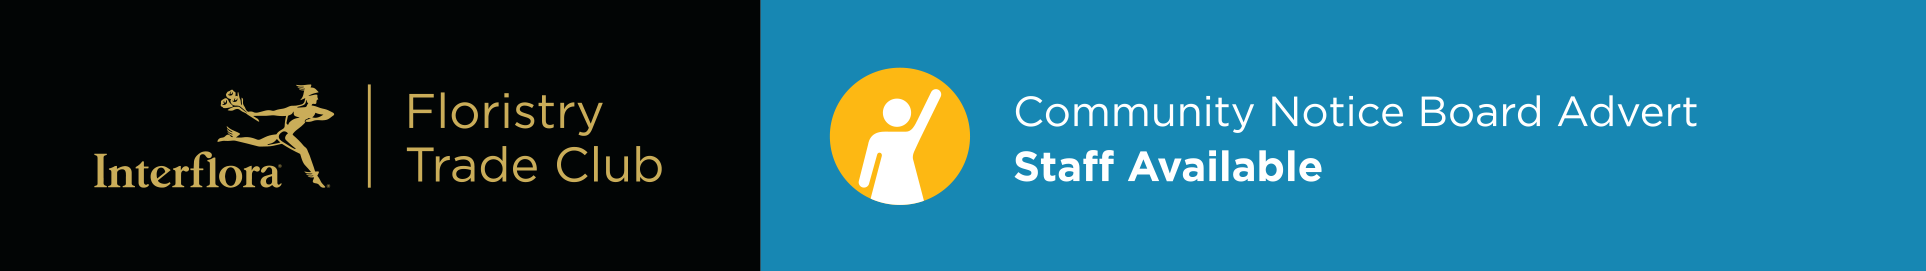 Interflora®
Floristry
Trade Club
Community Notice Board Advert
Staff Available